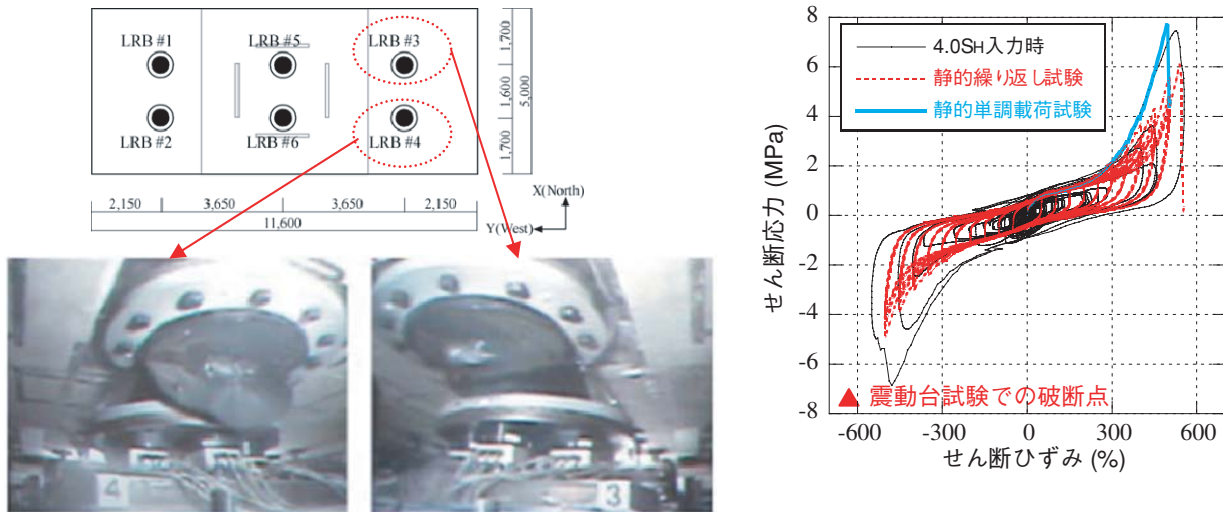 LRB #1
LRB #5
LRB #3
LRB #2
LRB #6
LRB #4
1,700
1,600
1,700
5,000
2,150
3,650
3,650
2,150
11,600
X(North)
Y(West)
4
3
8
6
4
2
0
-2
-4
-6
-8
せん断応力 (MPa)
4.0SH入力時
静的繰り返し試験
静的単調載荷試験
▲ 震動台試験での破断点
-600
-300
0
300
600
せん断ひずみ (%)